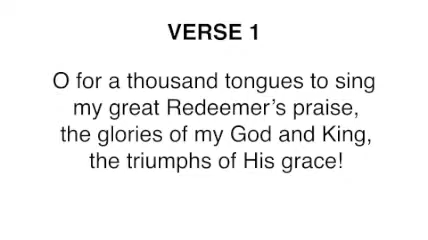 VERSE 1
O for a thousand tongues to sing
my great Redeemer’s praise,
the glories of my God and King,
the triumphs of His grace!